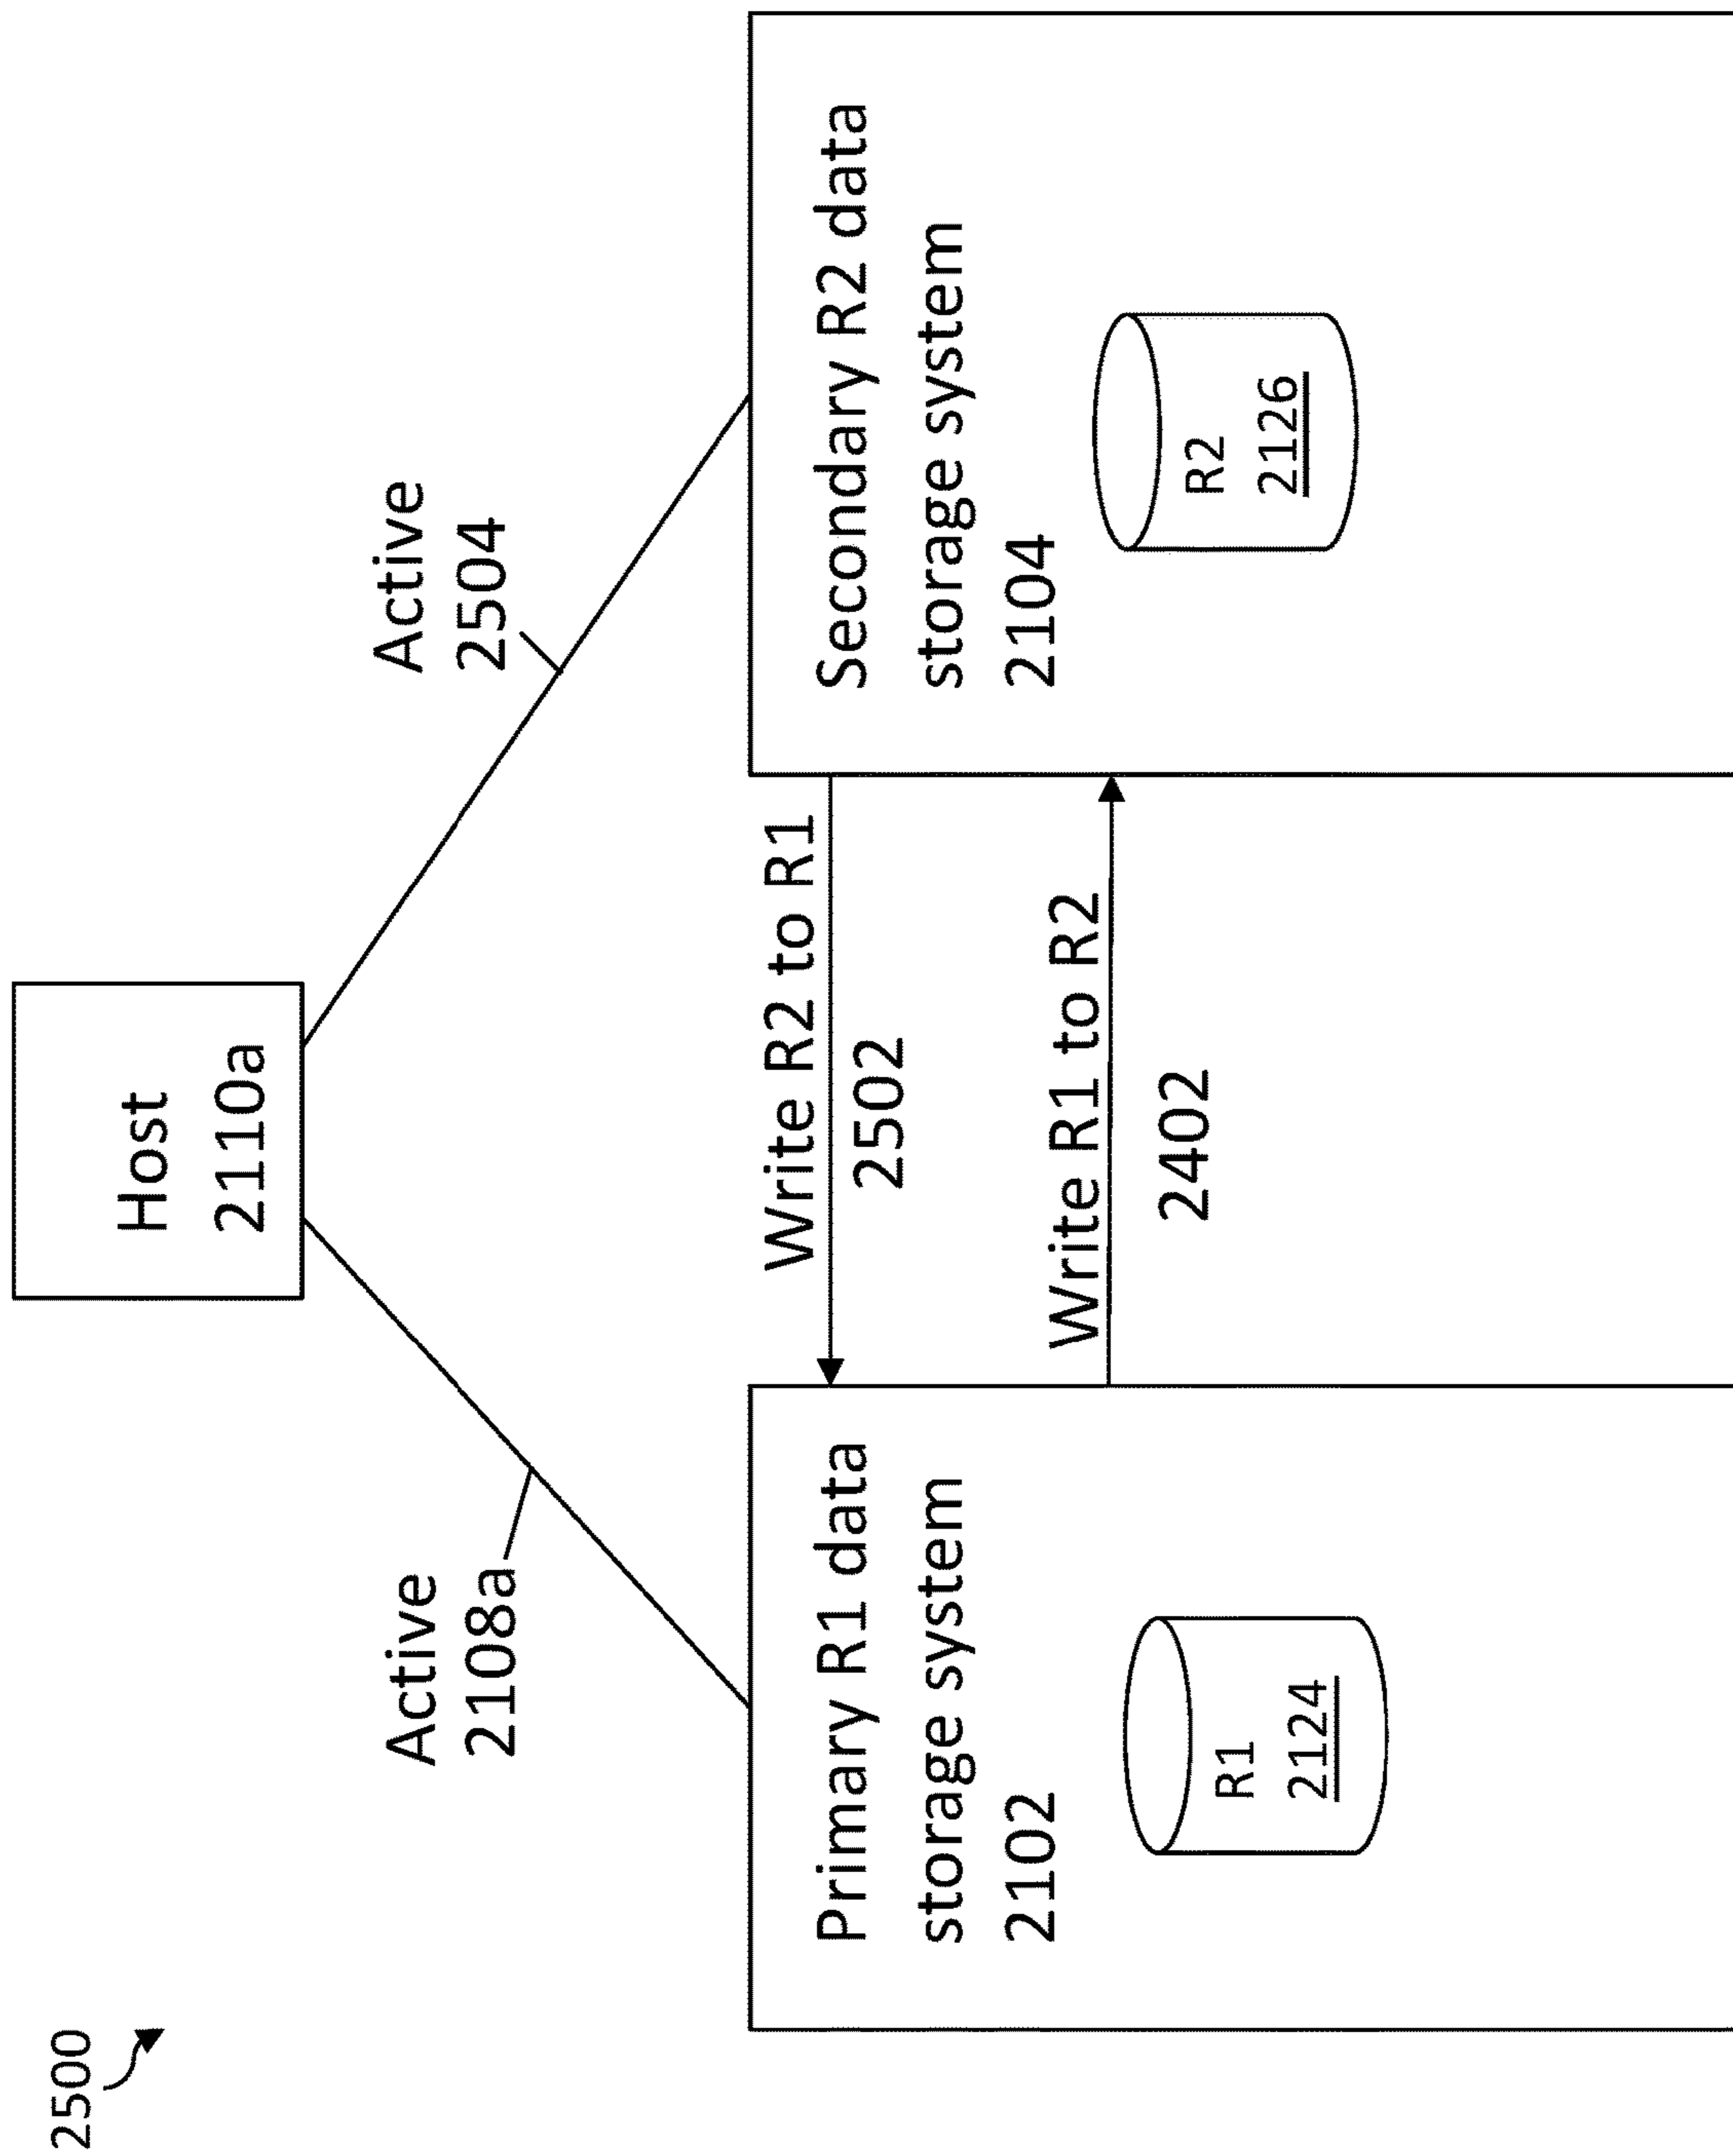 2500
Host
2110a
Active
2108a
Active
2504
Primary R1 data
storage system
2102
R1
2124
Write R2 to R1
2502
Write R1 to R2
2402
Secondary R2 data
storage system
2104
R2
2126